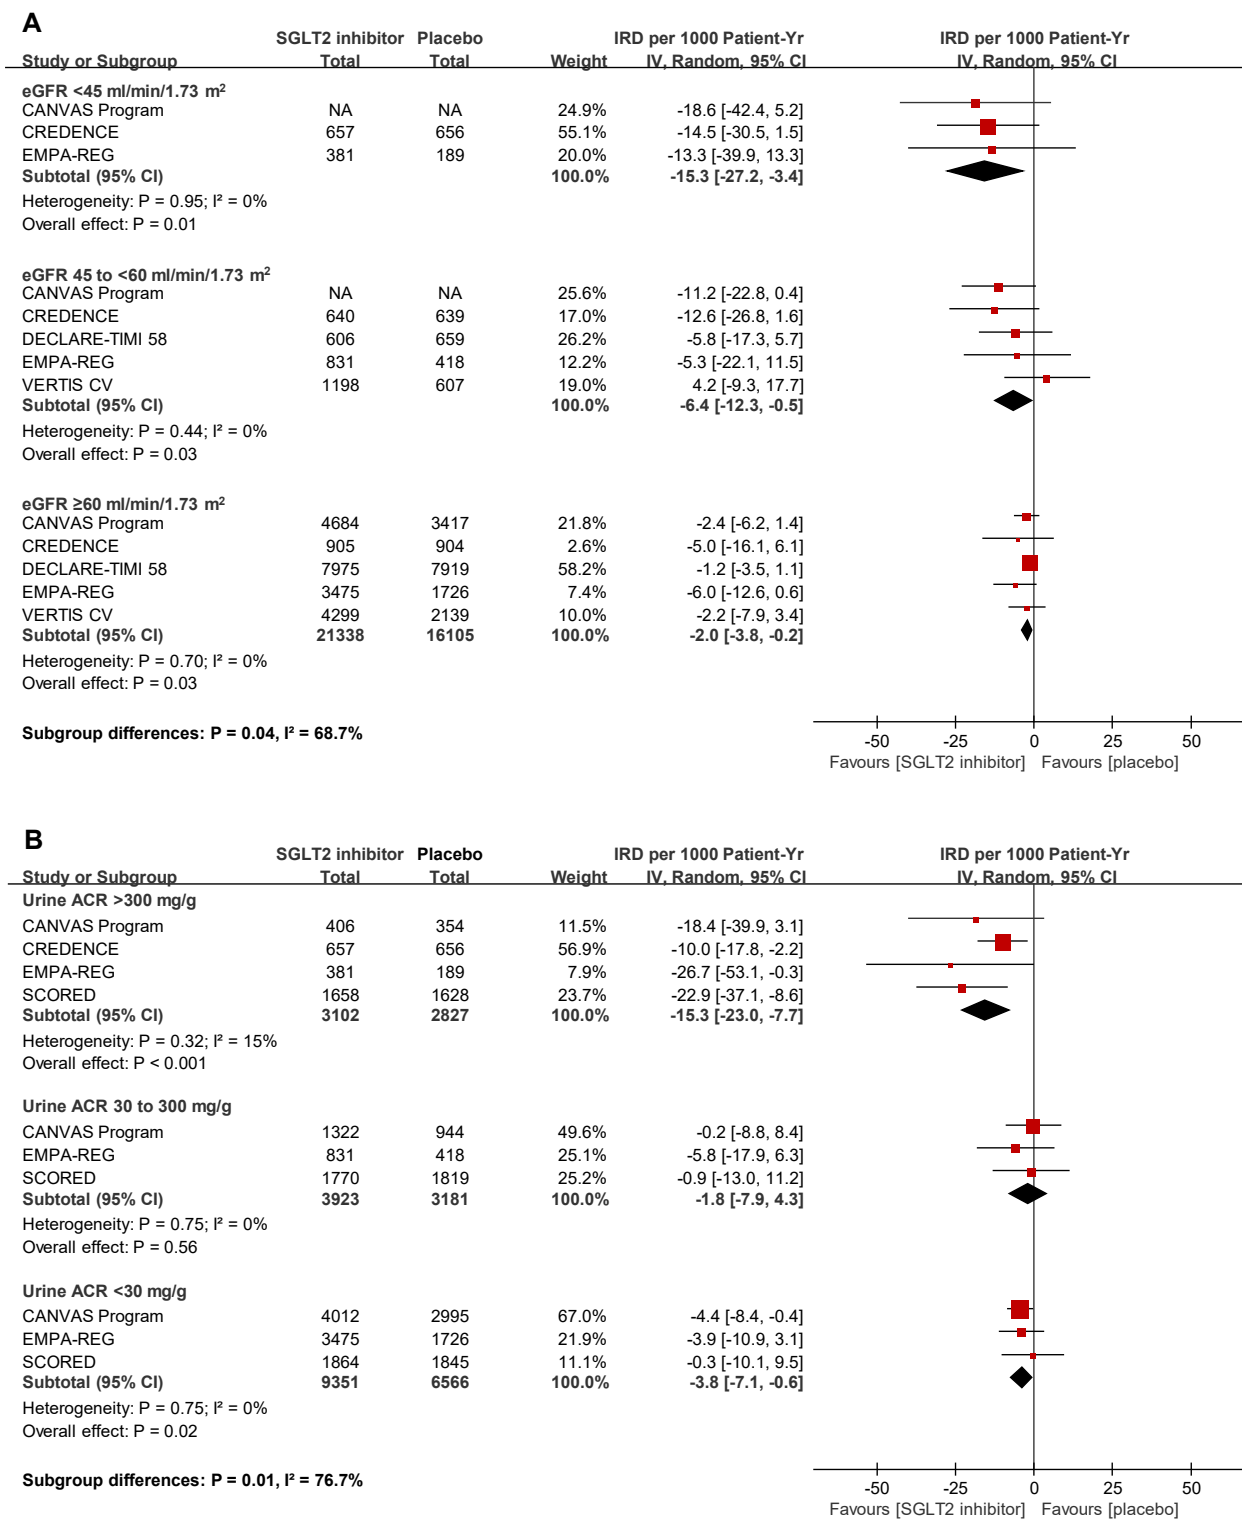 A
SGLT2 inhibitor Placebo IRD per 1000 Patient-Yr IRD per 1000 Patient-Yr
Study or Subgroup Total Total Weight IV, Random, 95% CI IV, Random, 95% CI
eGFR <45 ml/min/1.73 m²
CANVAS Program NA NA 24.9% -18.6 [-42.4, 5.2]
CREDENCE 657 656 55.1% -14.5 [-30.5, 1.5]
EMPA-REG 381 189 20.0% -13.3 [-39.9, 13.3]
Subtotal (95% CI) 100.0% -15.3 [-27.2, -3.4]
Heterogeneity: P = 0.95; I² = 0%
Overall effect: P = 0.01
eGFR 45 to <60 ml/min/1.73 m²
CANVAS Program NA NA 25.6% -11.2 [-22.8, 0.4]
CREDENCE 640 639 17.0% -12.6 [-26.8, 1.6]
DECLARE-TIMI 58 606 659 26.2% -5.8 [-17.3, 5.7]
EMPA-REG 831 418 12.2% -5.3 [-22.1, 11.5]
VERTIS CV 1198 607 19.0% 4.2 [-9.3, 17.7]
Subtotal (95% CI) 100.0% -6.4 [-12.3, -0.5]
Heterogeneity: P = 0.44; I² = 0%
Overall effect: P = 0.03
eGFR ≥60 ml/min/1.73 m²
CANVAS Program 4684 3417 21.8% -2.4 [-6.2, 1.4]
CREDENCE 905 904 2.6% -5.0 [-16.1, 6.1]
DECLARE-TIMI 58 7975 7919 58.2% -1.2 [-3.5, 1.1]
EMPA-REG 3475 1726 7.4% -6.0 [-12.6, 0.6]
VERTIS CV 4299 2139 10.0% -2.2 [-7.9, 3.4]
Subtotal (95% CI) 21338 16105 100.0% -2.0 [-3.8, -0.2]
Heterogeneity: P = 0.70; I² = 0%
Overall effect: P = 0.03
Subgroup differences: P = 0.04, I² = 68.7%
-50 -25 0 25 50
Favours [SGLT2 inhibitor] Favours [placebo]
B
SGLT2 inhibitor Placebo IRD per 1000 Patient-Yr IRD per 1000 Patient-Yr
Study or Subgroup Total Total Weight IV, Random, 95% CI IV, Random, 95% CI
Urine ACR >300 mg/g
CANVAS Program 406 354 11.5% -18.4 [-39.9, 3.1]
CREDENCE 657 656 56.9% -10.0 [-17.8, -2.2]
EMPA-REG 381 189 7.9% -26.7 [-53.1, -0.3]
SCORED 1658 1628 23.7% -22.9 [-37.1, -8.6]
Subtotal (95% CI) 3102 2827 100.0% -15.3 [-23.0, -7.7]
Heterogeneity: P = 0.32; I² = 15%
Overall effect: P < 0.001
Urine ACR 30 to 300 mg/g
CANVAS Program 1322 944 49.6% -0.2 [-8.8, 8.4]
EMPA-REG 831 418 25.1% -5.8 [-17.9, 6.3]
SCORED 1770 1819 25.2% -0.9 [-13.0, 11.2]
Subtotal (95% CI) 3923 3181 100.0% -1.8 [-7.9, 4.3]
Heterogeneity: P = 0.75; I² = 0%
Overall effect: P = 0.56
Urine ACR <30 mg/g
CANVAS Program 4012 2995 67.0% -4.4 [-8.4, -0.4]
EMPA-REG 3475 1726 21.9% -3.9 [-10.9, 3.1]
SCORED 1864 1845 11.1% -0.3 [-10.1, 9.5]
Subtotal (95% CI) 9351 6566 100.0% -3.8 [-7.1, -0.6]
Heterogeneity: P = 0.75; I² = 0%
Overall effect: P = 0.02
Subgroup differences: P = 0.01, I² = 76.7%
-50 -25 0 25 50
Favours [SGLT2 inhibitor] Favours [placebo]